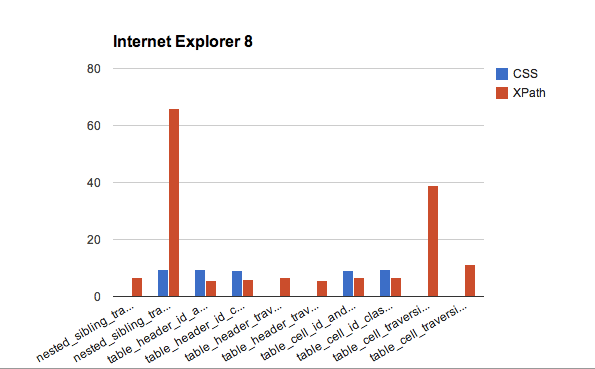 Internet Explorer 8
CSS
XPath
80
60
40
20
0
nested_sibling_tra...
nested_sibling_tra...
table_header_id_a...
table_header_id_c...
table_header_trav...
table_header_trav...
table_cell_id_and...
table_cell_id_clas...
table_cell_traversi...
table_cell_traversi...